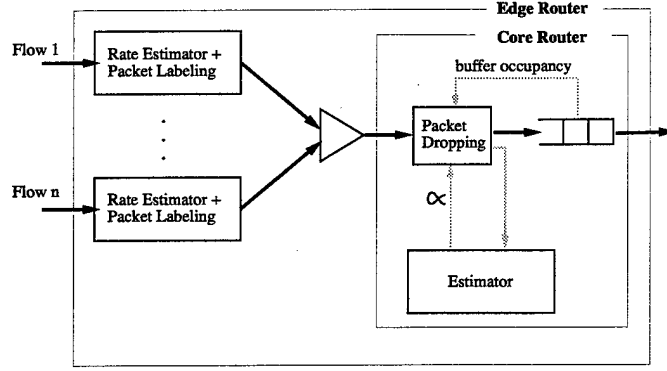 Edge Router
Core Router
Flow 1
Rate Estimator +
Packet Labeling
buffer occupancy
Packet
Dropping
Flow n
Rate Estimator +
Packet Labeling
∝
Estimator